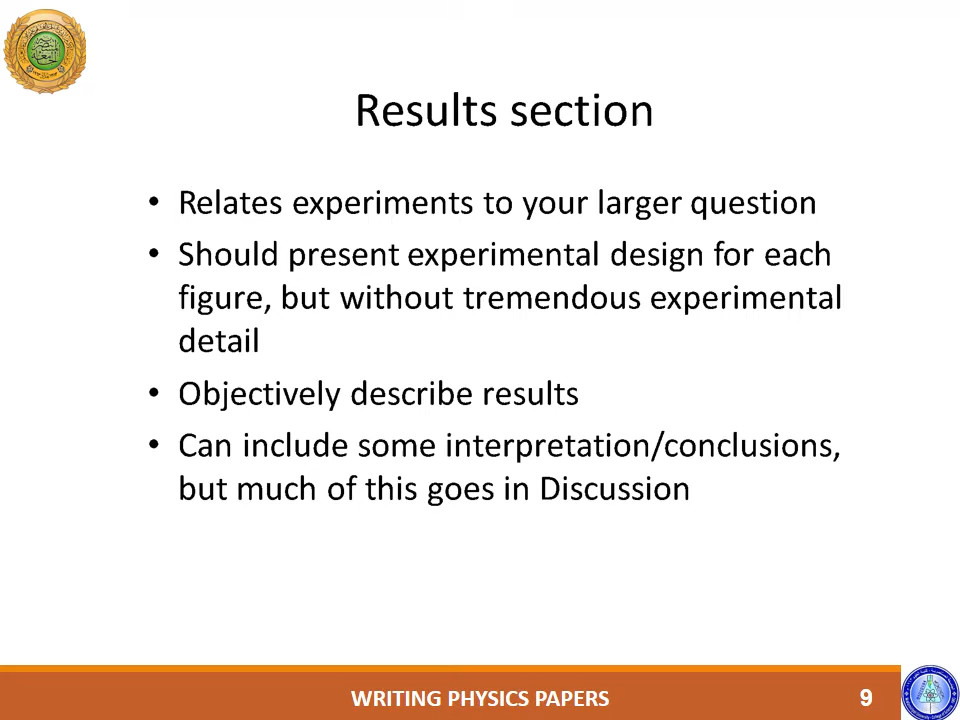 Results section
• Relates experiments to your larger question
• Should present experimental design for each
figure, but without tremendous experimental
detail
• Objectively describe results
• Can include some interpretation/conclusions,
but much of this goes in Discussion
WRITING PHYSICS PAPERS
9